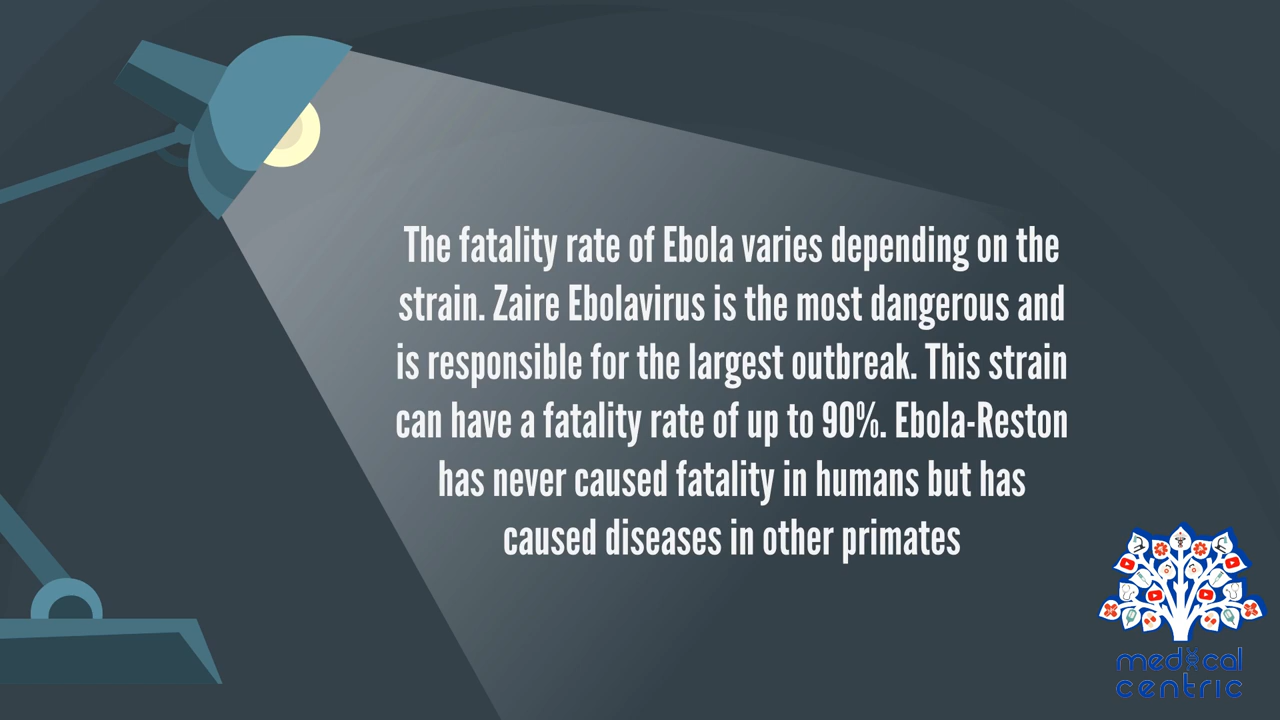 The fatality rate of Ebola varies depending on the
strain. Zaire Ebolavirus is the most dangerous and
is responsible for the largest outbreak. This strain
can have a fatality rate of up to 90%. Ebola-Reston
has never caused fatality in humans but has
caused diseases in other primates
medical
centric